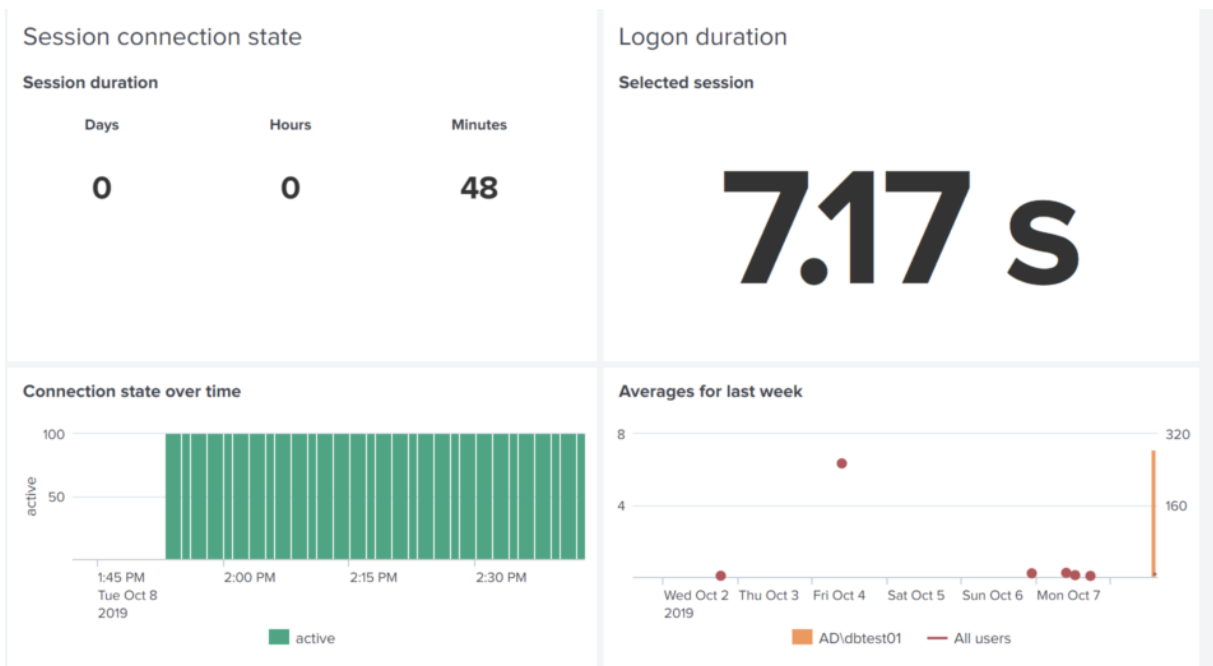 Session connection state
Session duration
Days Hours Minutes
0 0 48
Logon duration
Selected session
7.17 s
Connection state over time
100
50
active
1:45 PM 2:00 PM 2:15 PM 2:30 PM
Tue Oct 8
2019
active
Averages for last week
8 320
4 160
Wed Oct 2 Thu Oct 3 Fri Oct 4 Sat Oct 5 Sun Oct 6 Mon Oct 7
2019
AD\dbtest01 All users